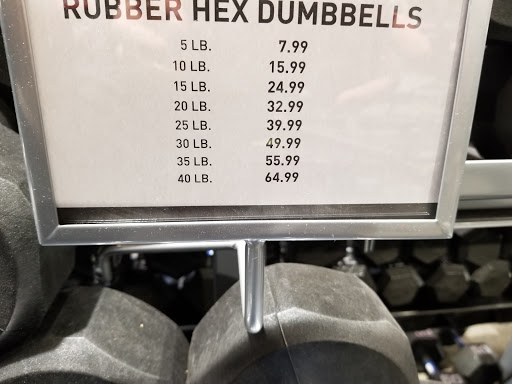 RUBBER HEX DUMBBELLS
5 LB. 7.99
10 LB. 15.99
15 LB. 24.99
20 LB. 32.99
25 LB. 39.99
30 LB. 49.99
35 LB. 55.99
40 LB. 64.99